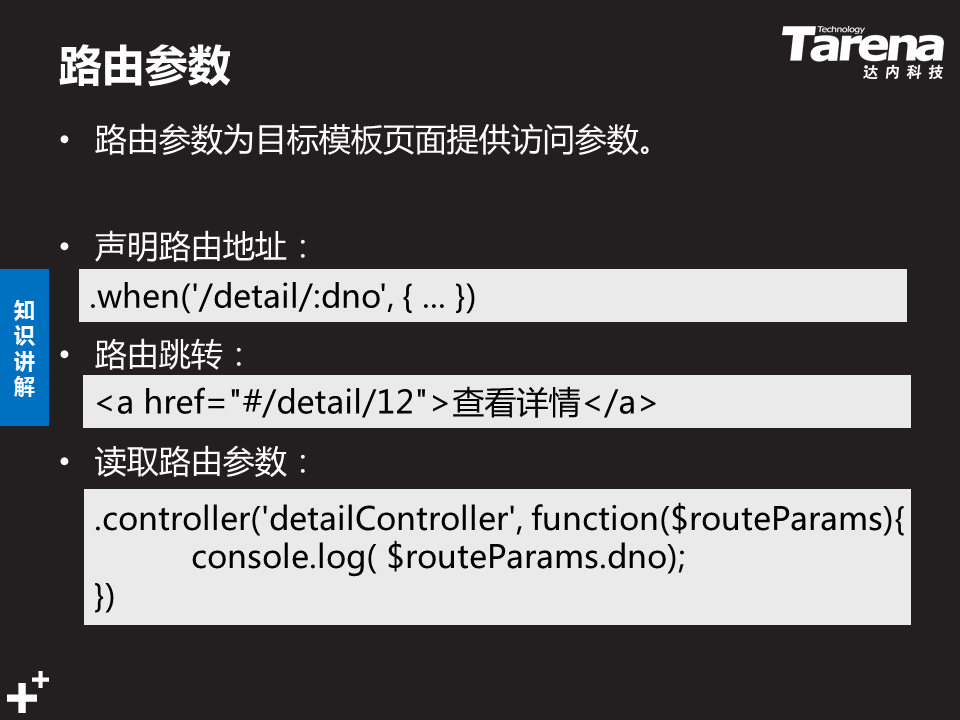 路由参数
Technology
Tarena
达内科技
• 路由参数为目标模板页面提供访问参数。
• 声明路由地址：
.when('/detail/:dno', { ... })
知识讲解
• 路由跳转：
<a href="#/detail/12">查看详情</a>
• 读取路由参数：
.controller('detailController', function($routeParams){
console.log( $routeParams.dno);
})